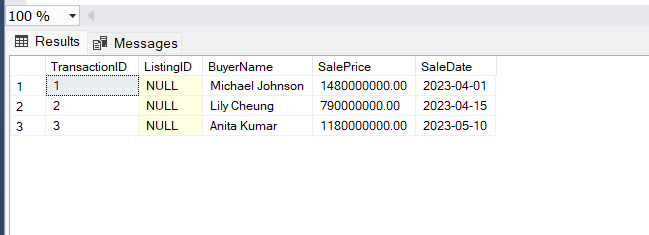 100 %
Results Messages
TransactionID ListingID BuyerName SalePrice SaleDate
1 1 NULL Michael Johnson 1480000000.00 2023-04-01
2 2 NULL Lily Cheung 790000000.00 2023-04-15
3 3 NULL Anita Kumar 1180000000.00 2023-05-10